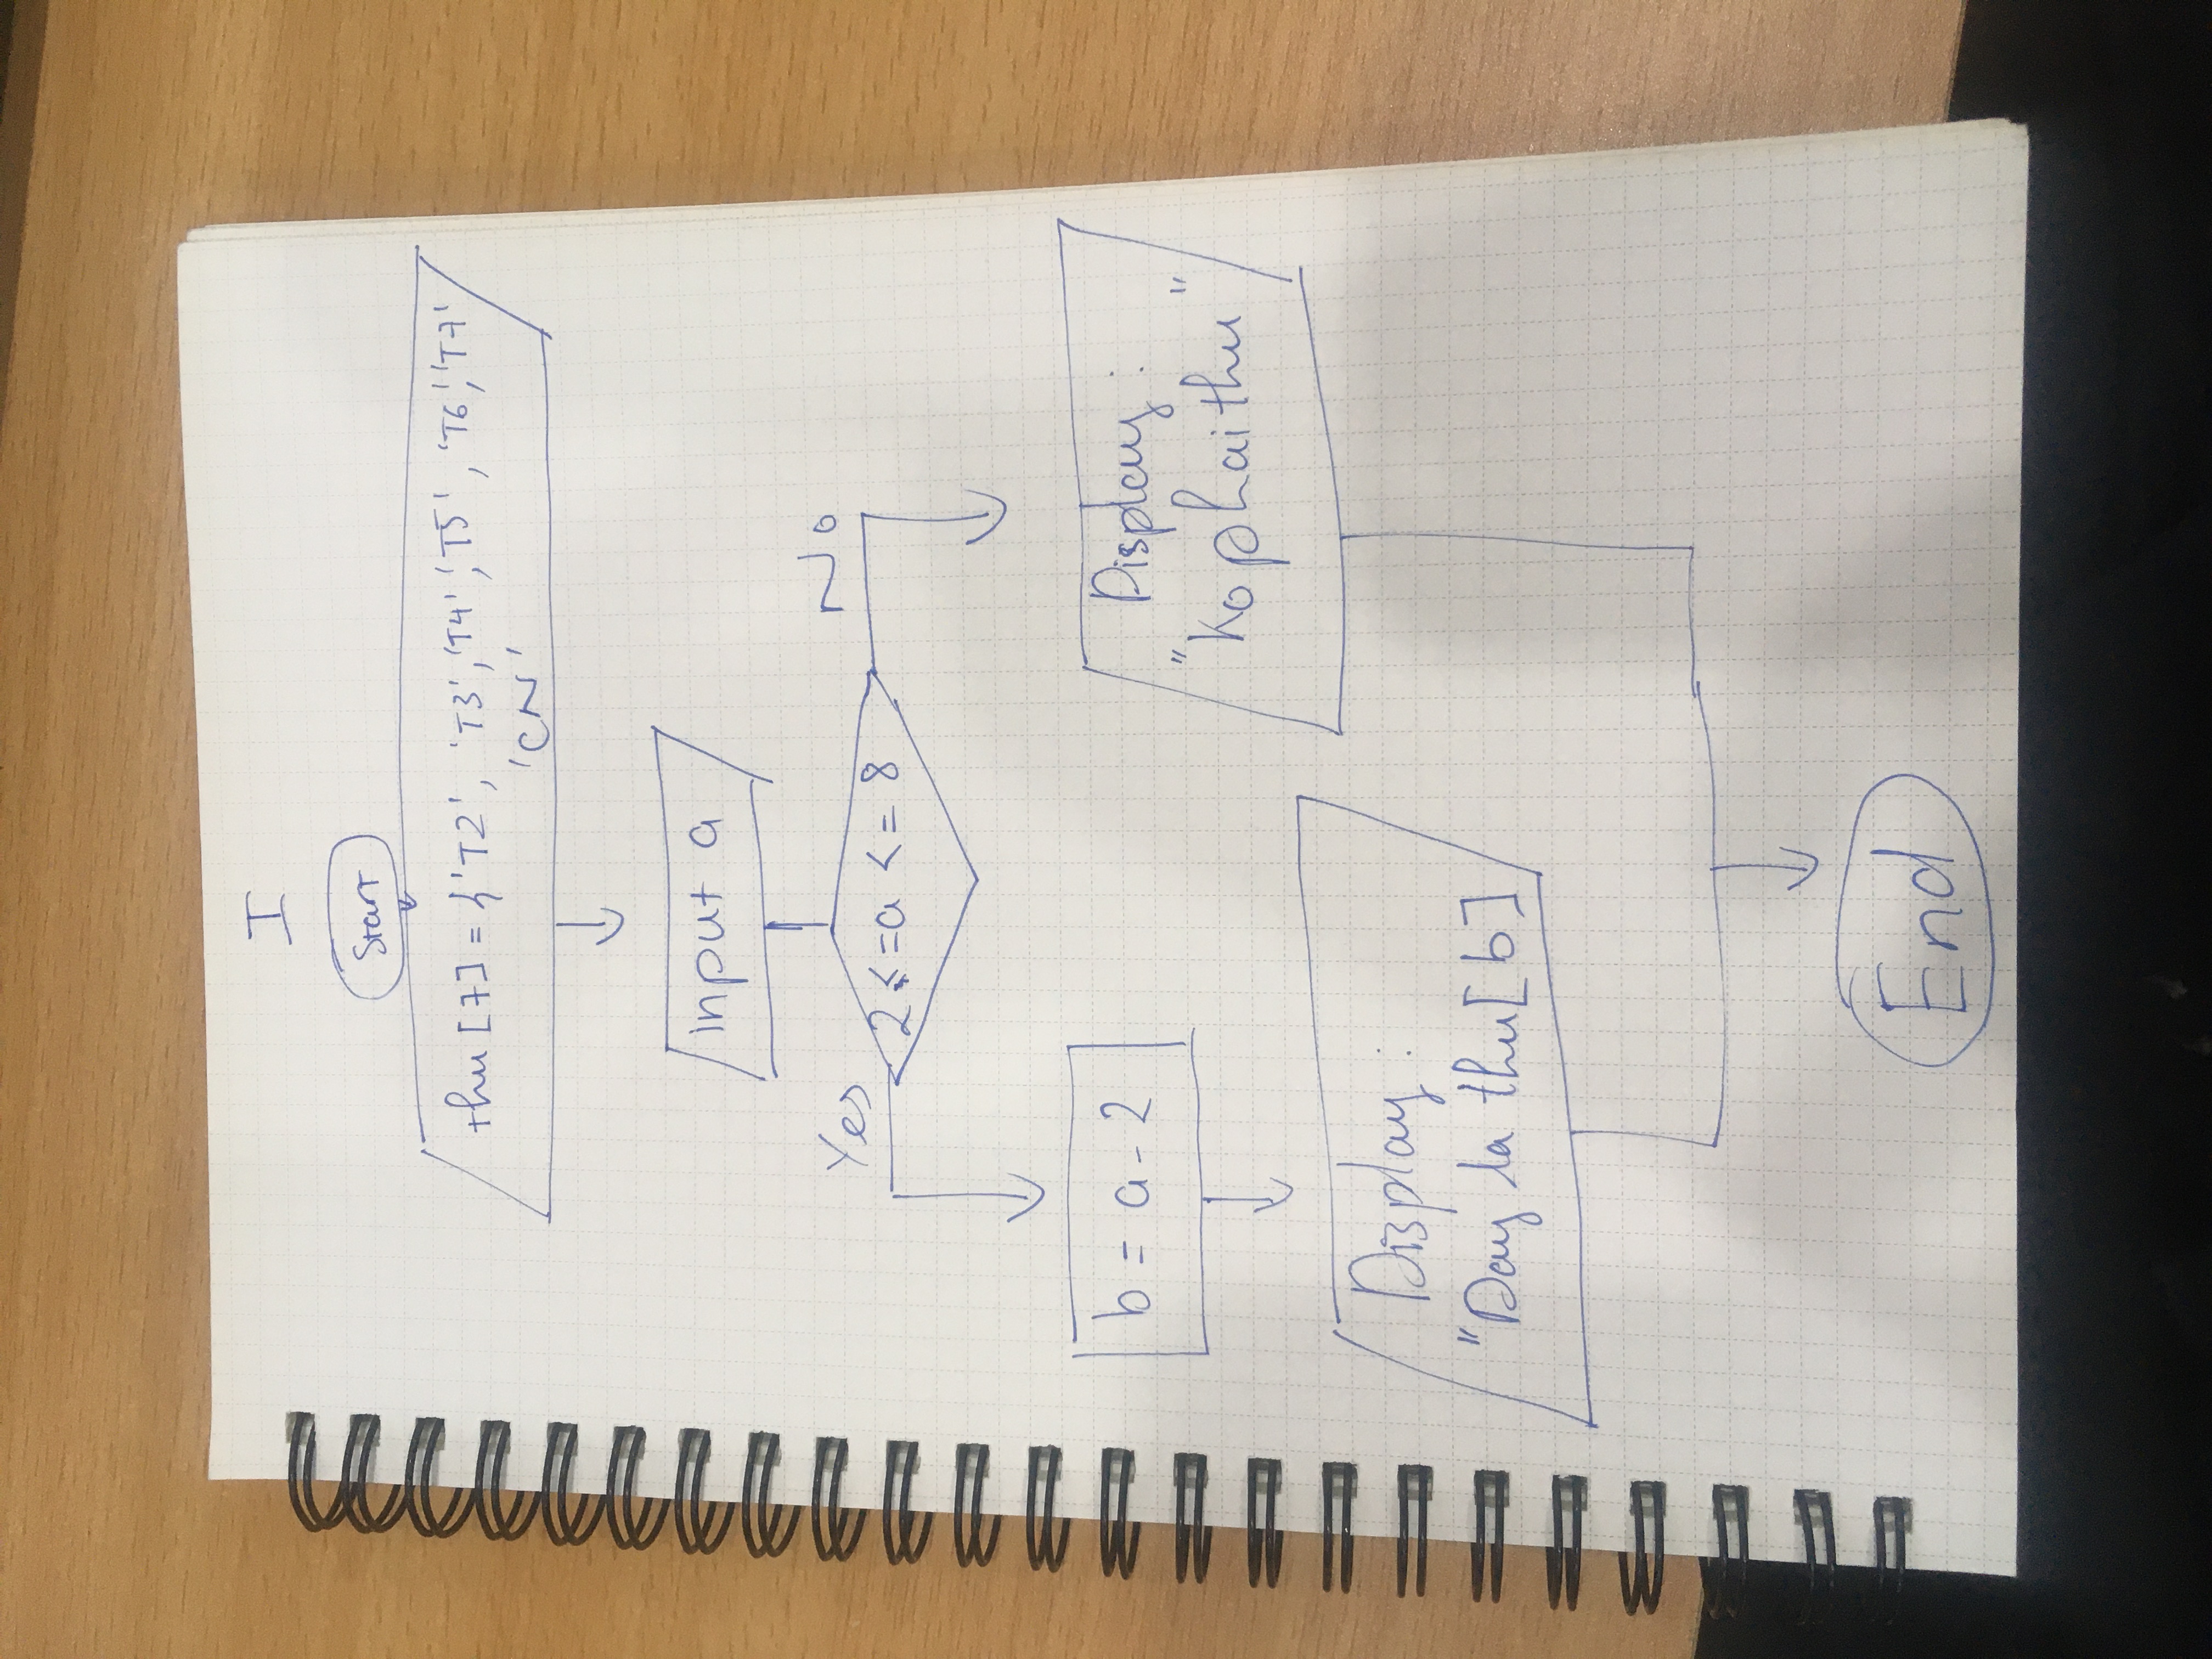 I
Start
thu [7] = {'T2', 'T3', 'T4', 'T5', 'T6', 'T7'
'CN'
input a
Yes
No
2 <=a <= 8
b = a - 2
Display :
"Ko phai thu"
Display :
"Day la thu[b]
End